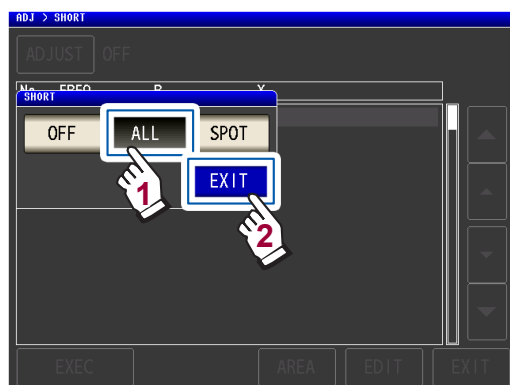 ADJ > SHORT
ADJUST OFF
No. FREQ R X
SHORT
OFF ALL SPOT
1
EXIT
2
EXEC AREA EDIT EXIT